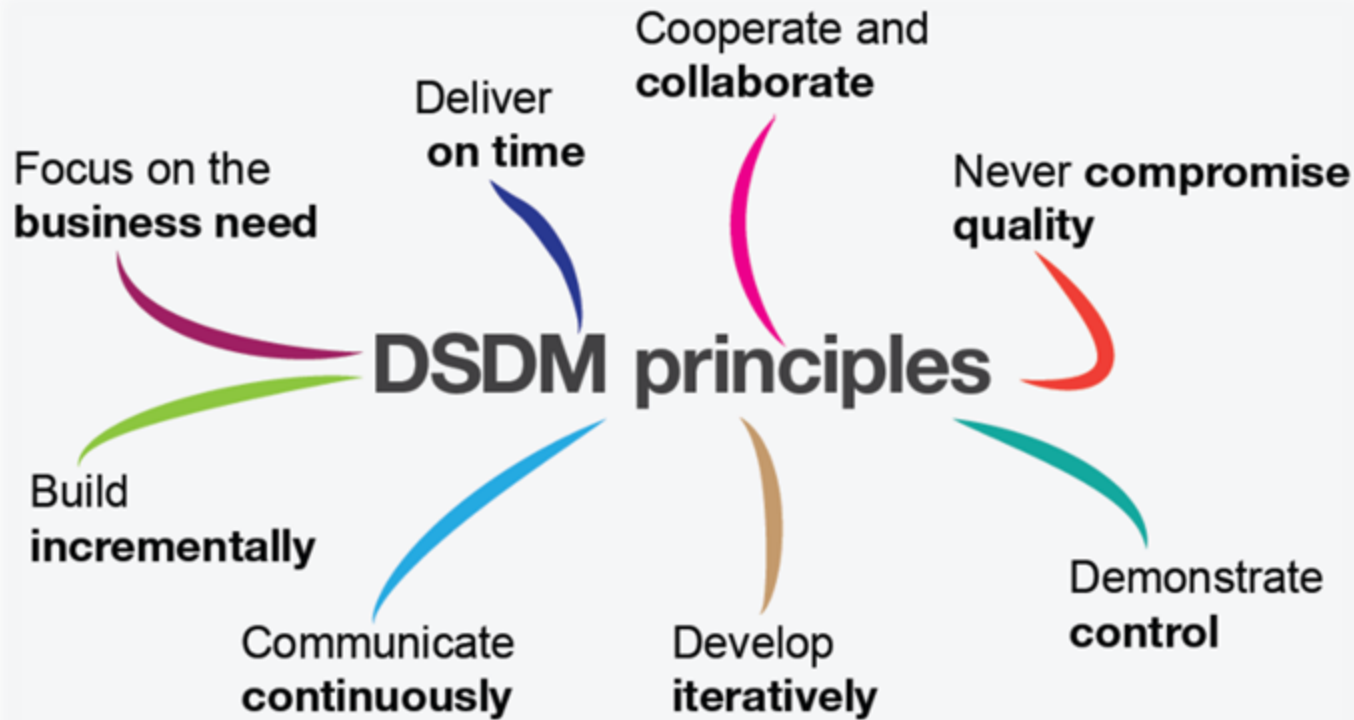 Cooperate and
collaborate
Deliver
on time
Focus on the
business need
Never compromise
quality
DSDM principles
Build
incrementally
Communicate
continuously
Develop
iteratively
Demonstrate
control